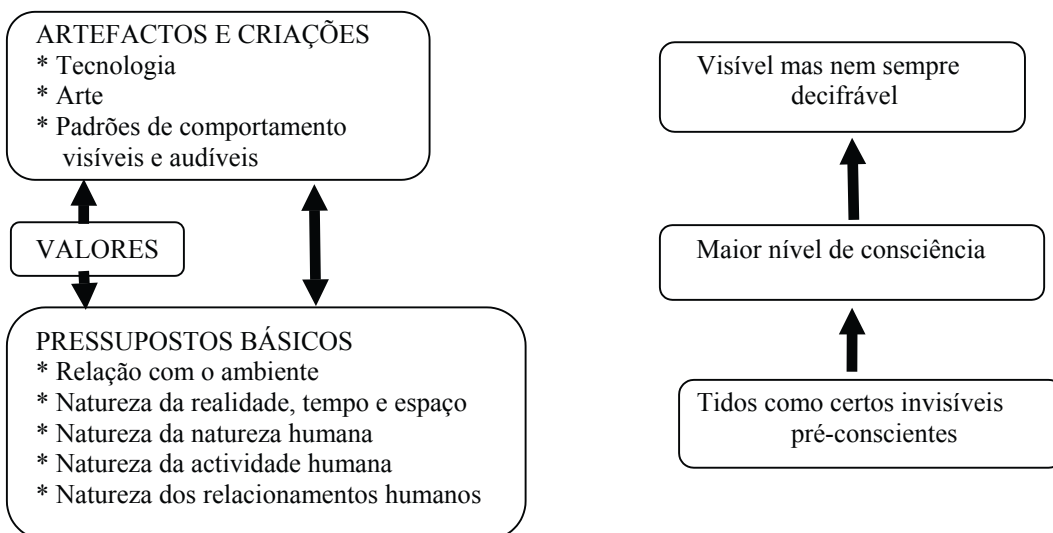 ARTEFACTOS E CRIAÇÕES
* Tecnologia
* Arte
* Padrões de comportamento
visíveis e audíveis
VALORES
PRESSUPOSTOS BÁSICOS
* Relação com o ambiente
* Natureza da realidade, tempo e espaço
* Natureza da natureza humana
* Natureza da actividade humana
* Natureza dos relacionamentos humanos
Visível mas nem sempre
decifrável
Maior nível de consciência
Tidos como certos invisíveis
pré-conscientes